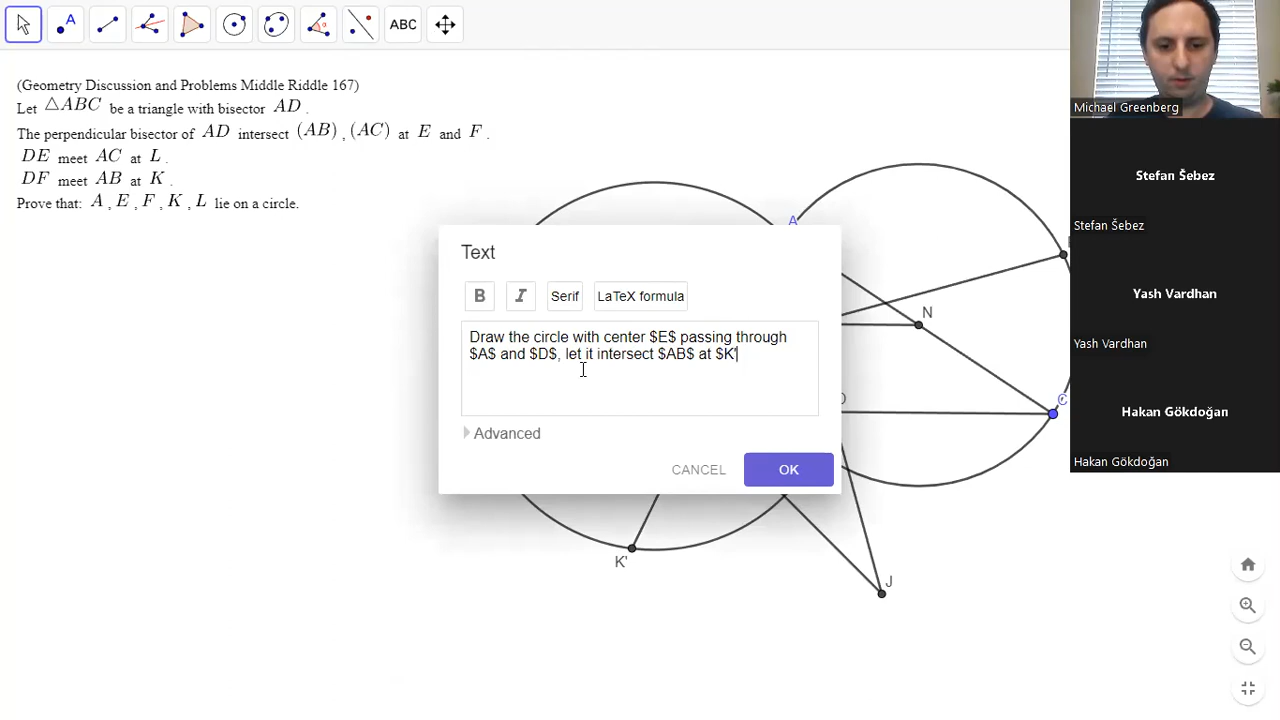 ABC
(Geometry Discussion and Problems Middle Riddle 167)
Let △ABC be a triangle with bisector AD .
The perpendicular bisector of AD intersect (AB) , (AC) at E and F .
DE meet AC at L .
DF meet AB at K .
Prove that: A , E , F , K , L lie on a circle.
A
N
C
K'
J
Text
B I Serif LaTeX formula
Draw the circle with center $E$ passing through
$A$ and $D$, let it intersect $AB$ at $K'
Advanced
CANCEL OK
Michael Greenberg
Stefan Šebez
Stefan Šebez
Yash Vardhan
Yash Vardhan
Hakan Gökdoğan
Hakan Gökdoğan